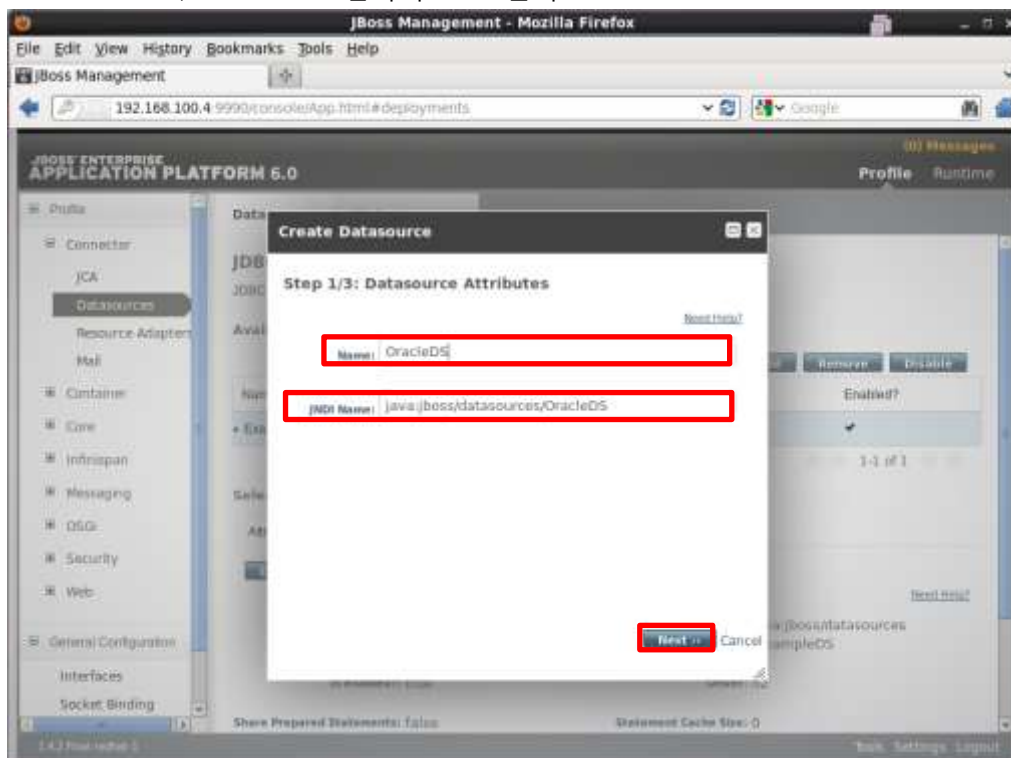 JBoss Management - Mozilla Firefox
File Edit View History Bookmarks Tools Help
JBoss Management
192.168.100.4:9990/console/App.html#deployments
Google
(0) Messages
JBOSS ENTERPRISE
APPLICATION PLATFORM 6.0
Profile Runtime
Profile
Connector
JCA
Datasources
Resource Adapters
Mail
Container
Core
Infinispan
Messaging
OSGi
Security
Web
General Configuration
Interfaces
Socket Binding
Create Datasource
Step 1/3: Datasource Attributes
Need Help?
Name: OracleDS
JNDI Name: java:jboss/datasources/OracleDS
Next ›› Cancel
Remove Disable
Enabled?
1-1 of 1
Need Help?
Share Prepared Statements: false
Statement Cache Size: 0
Tools Settings Logout